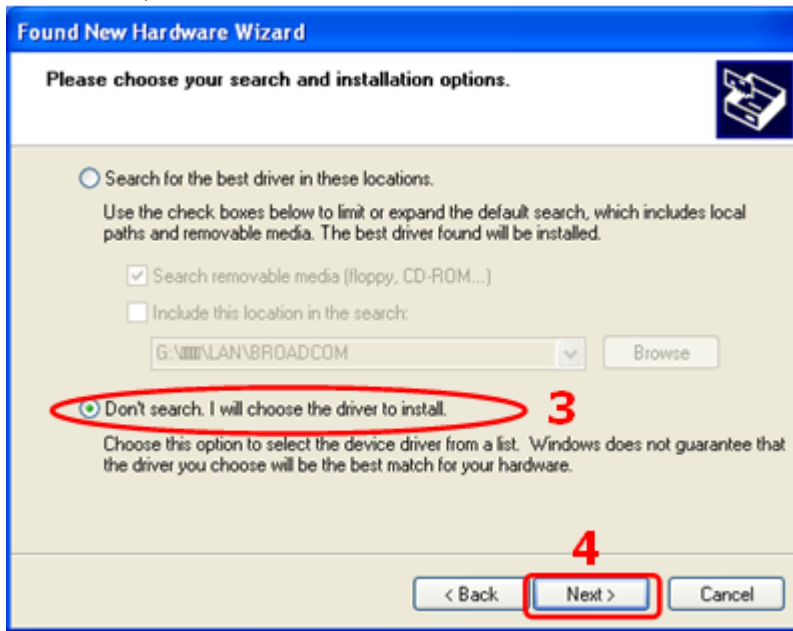 Found New Hardware Wizard
Please choose your search and installation options.
Search for the best driver in these locations.
Use the check boxes below to limit or expand the default search, which includes local
paths and removable media. The best driver found will be installed.
Search removable media (floppy, CD-ROM...)
Include this location in the search:
\LAN\BROADCOM
Browse
Don't search. I will choose the driver to install.
3
Choose this option to select the device driver from a list. Windows does not guarantee that
the driver you choose will be the best match for your hardware.
4
< Back
Next >
Cancel